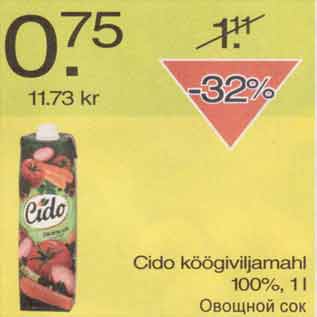 0.75
11.73 kr
1.11
-32%
Cido
Cido köögiviljamahl
100%, 1 l
Овощной сок